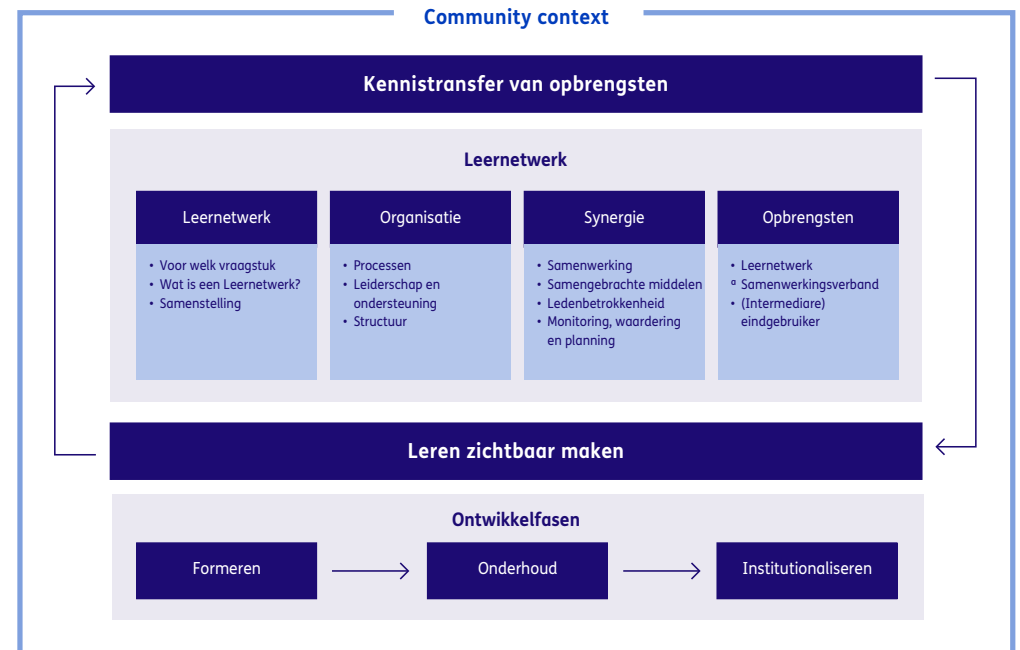 Community context
Kennistransfer van opbrengsten
Leernetwerk
Leernetwerk
• Voor welk vraagstuk
• Wat is een Leernetwerk?
• Samenstelling
Organisatie
• Processen
• Leiderschap en
ondersteuning
• Structuur
Synergie
• Samenwerking
• Samengebrachte middelen
• Ledenbetrokkenheid
• Monitoring, waardering
en planning
Opbrengsten
• Leernetwerk
ª Samenwerkingsverband
• (Intermediare)
eindgebruiker
Leren zichtbaar maken
Ontwikkelfasen
Formeren
Onderhoud
Institutionaliseren